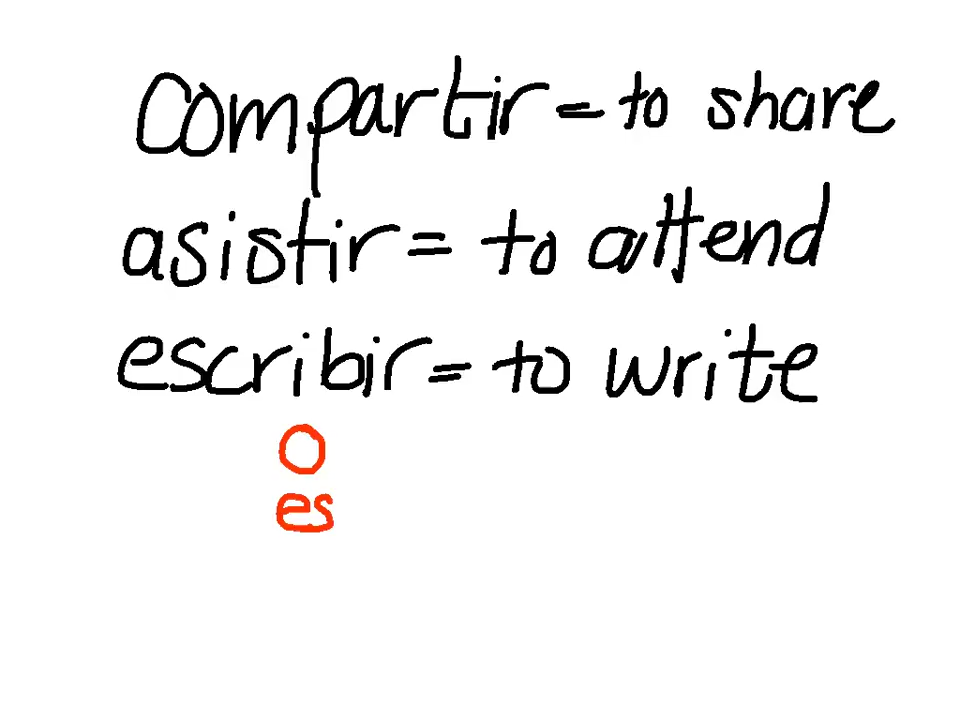 compartir = to share
asistir = to attend
escribir = to write
o
es